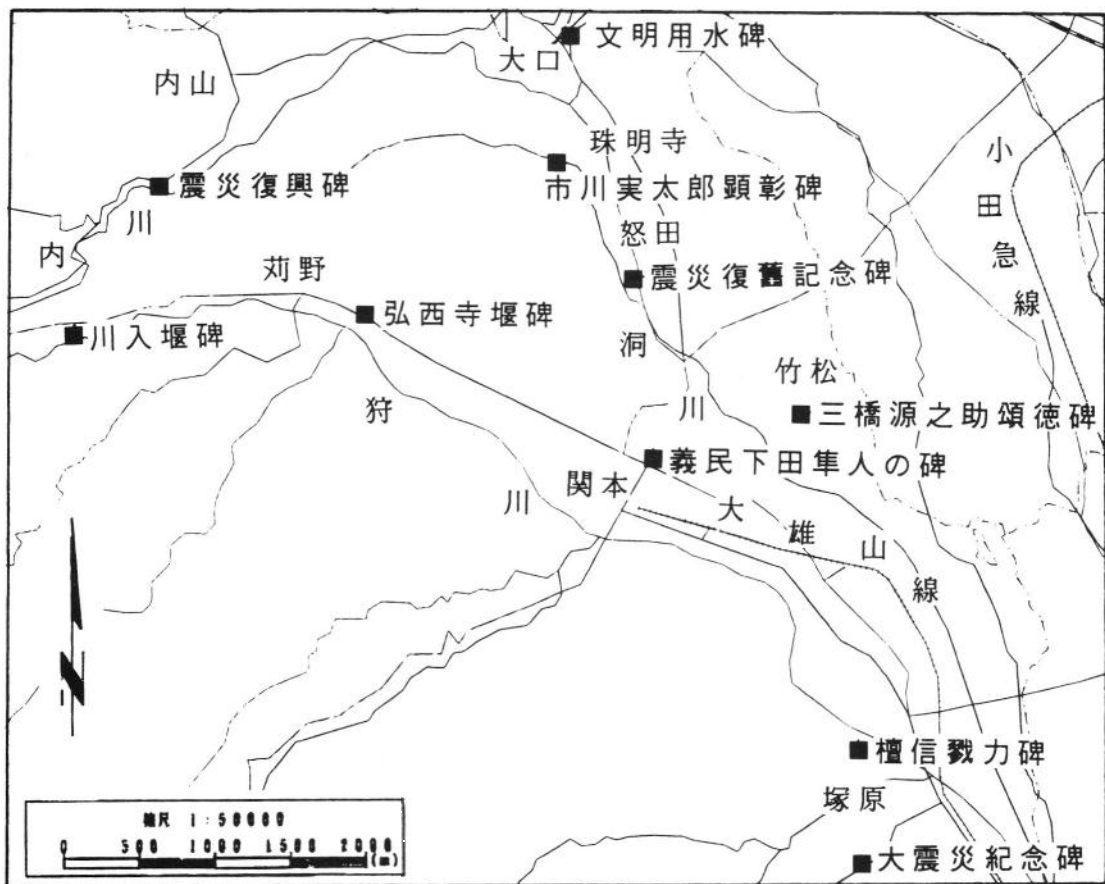 文明用水碑
大口
内山
珠明寺
小田急線
震災復興碑
市川実太郎顕彰碑
内川
怒田
苅野
震災復舊記念碑
弘西寺堰碑
川入堰碑
洞川
竹松
狩川
三橋源之助頌徳碑
義民下田隼人の碑
関本
大雄山線
檀信戮力碑
塚原
大震災紀念碑
縮尺 1:50000
0 500 1000 1500 2000
(m)